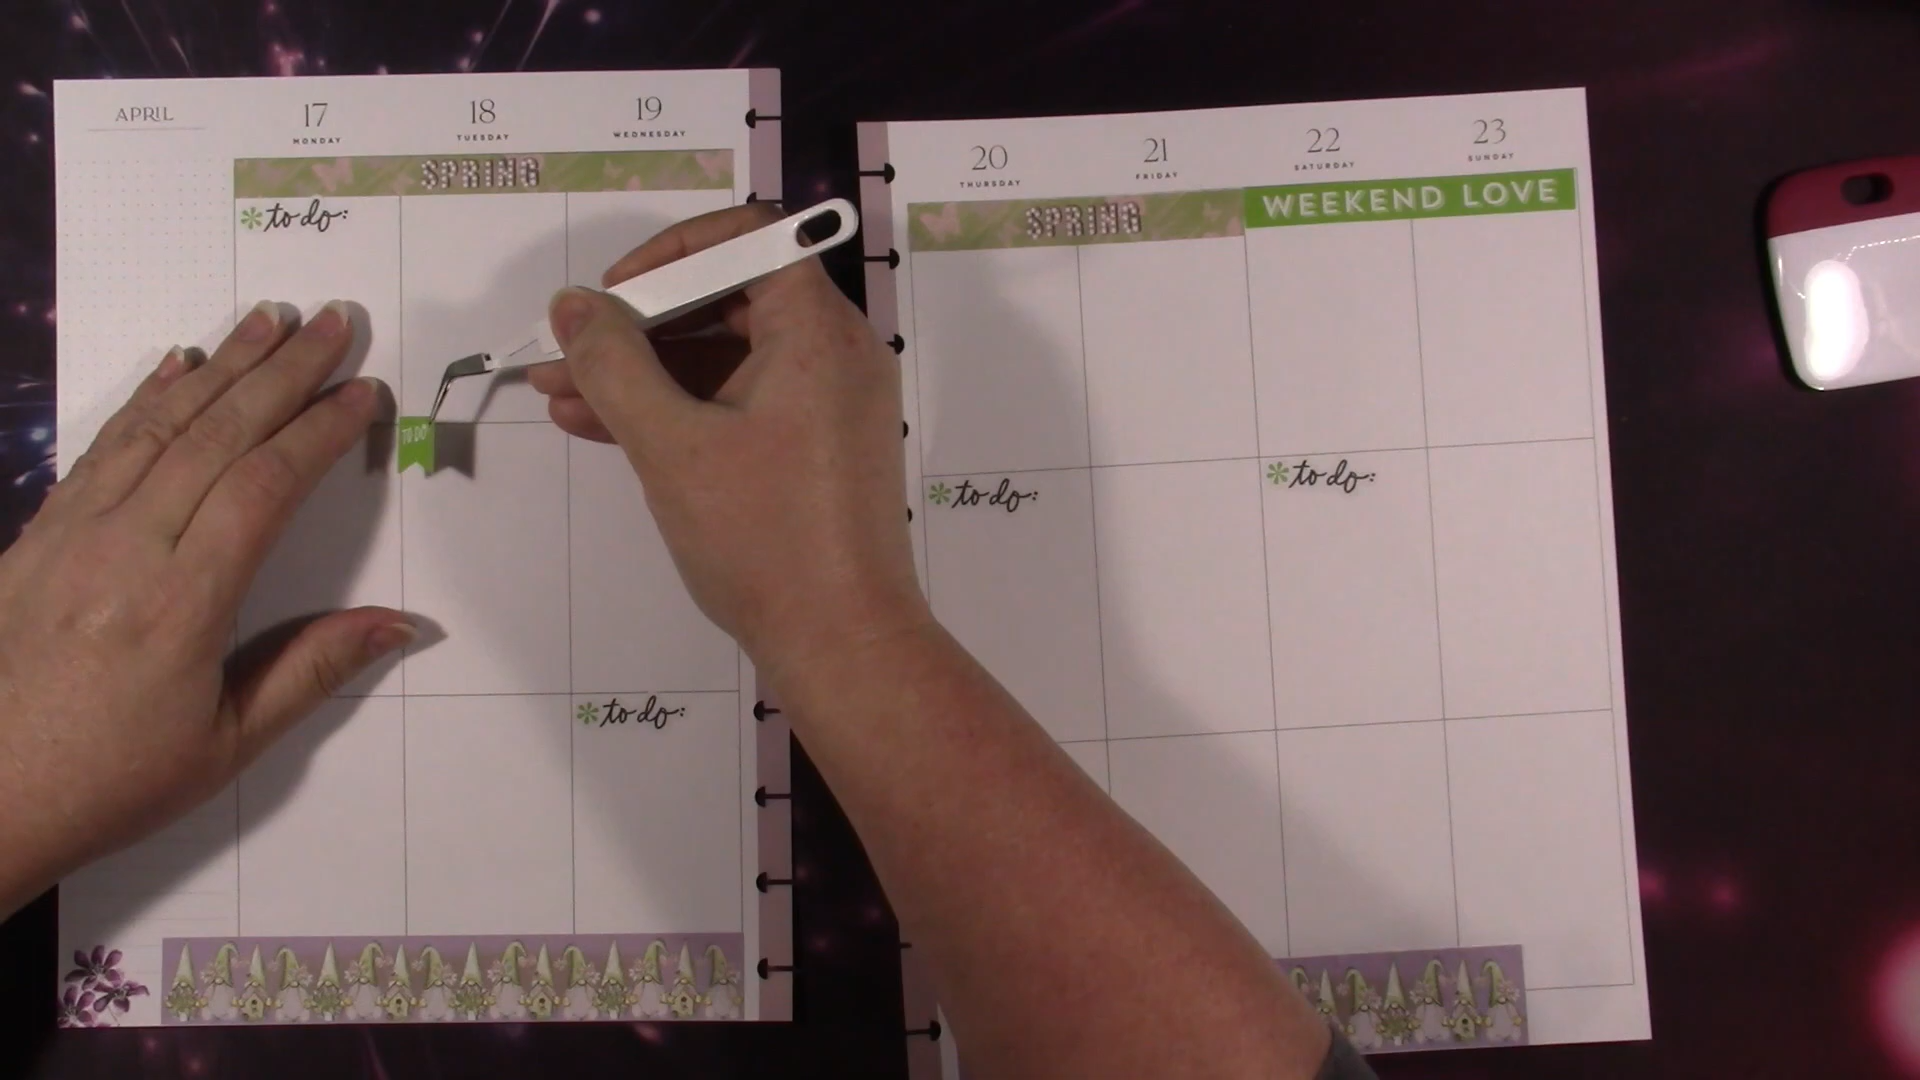 APRIL
17
MONDAY
18
TUESDAY
19
WEDNESDAY
SPRING
to do:
TO DO
to do:
20
THURSDAY
21
FRIDAY
22
SATURDAY
23
SUNDAY
SPRING
WEEKEND LOVE
to do:
to do: